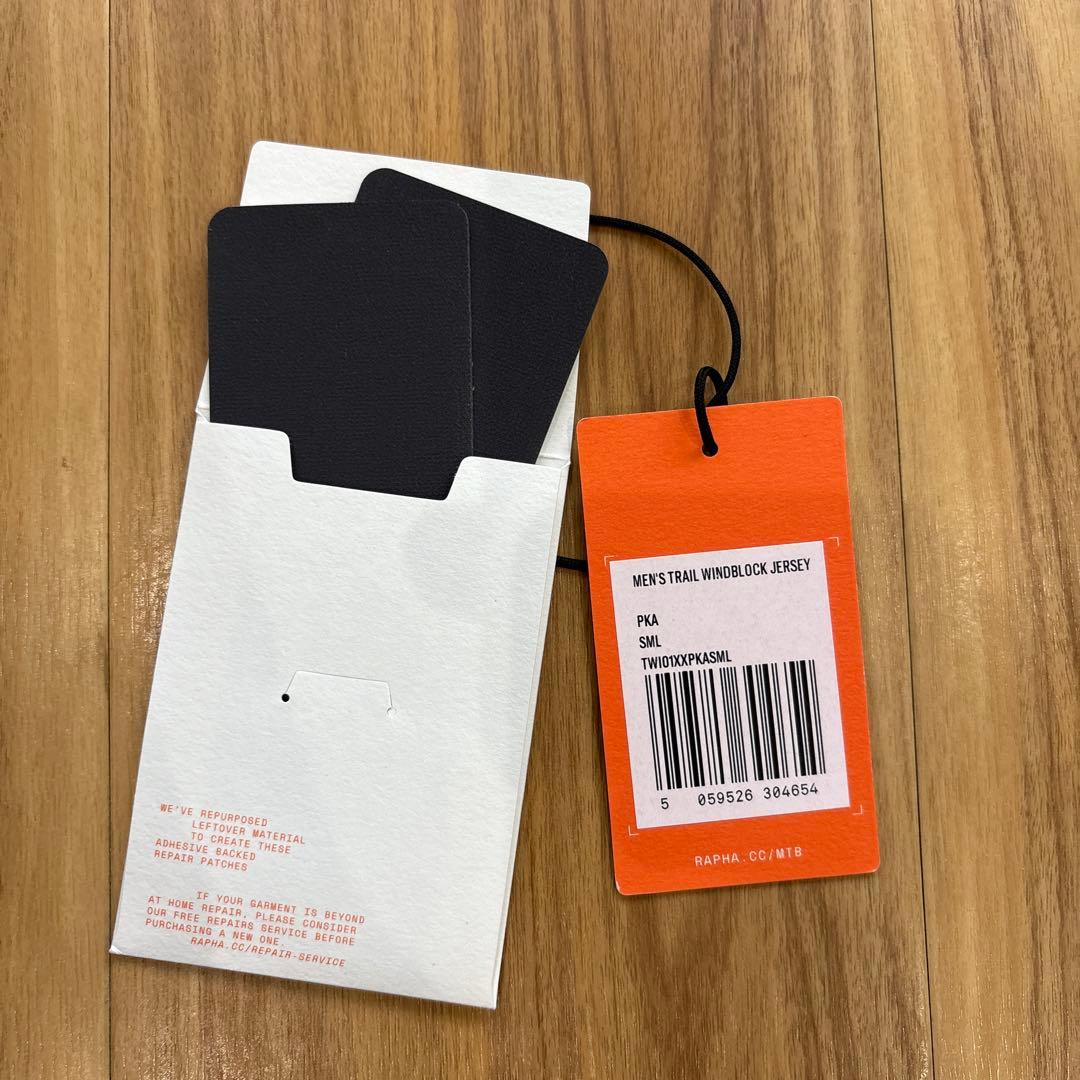 WE'VE REPURPOSED
LEFTOVER MATERIAL
TO CREATE THESE
ADHESIVE BACKED
REPAIR PATCHES
IF YOUR GARMENT IS BEYOND
AT HOME REPAIR, PLEASE CONSIDER
OUR FREE REPAIRS SERVICE BEFORE
PURCHASING A NEW ONE.
RAPHA.CC/REPAIR-SERVICE
MEN'S TRAIL WINDBLOCK JERSEY
PKA
SML
TWI01XXPKASML
5 059526 304654
RAPHA.CC/MTB